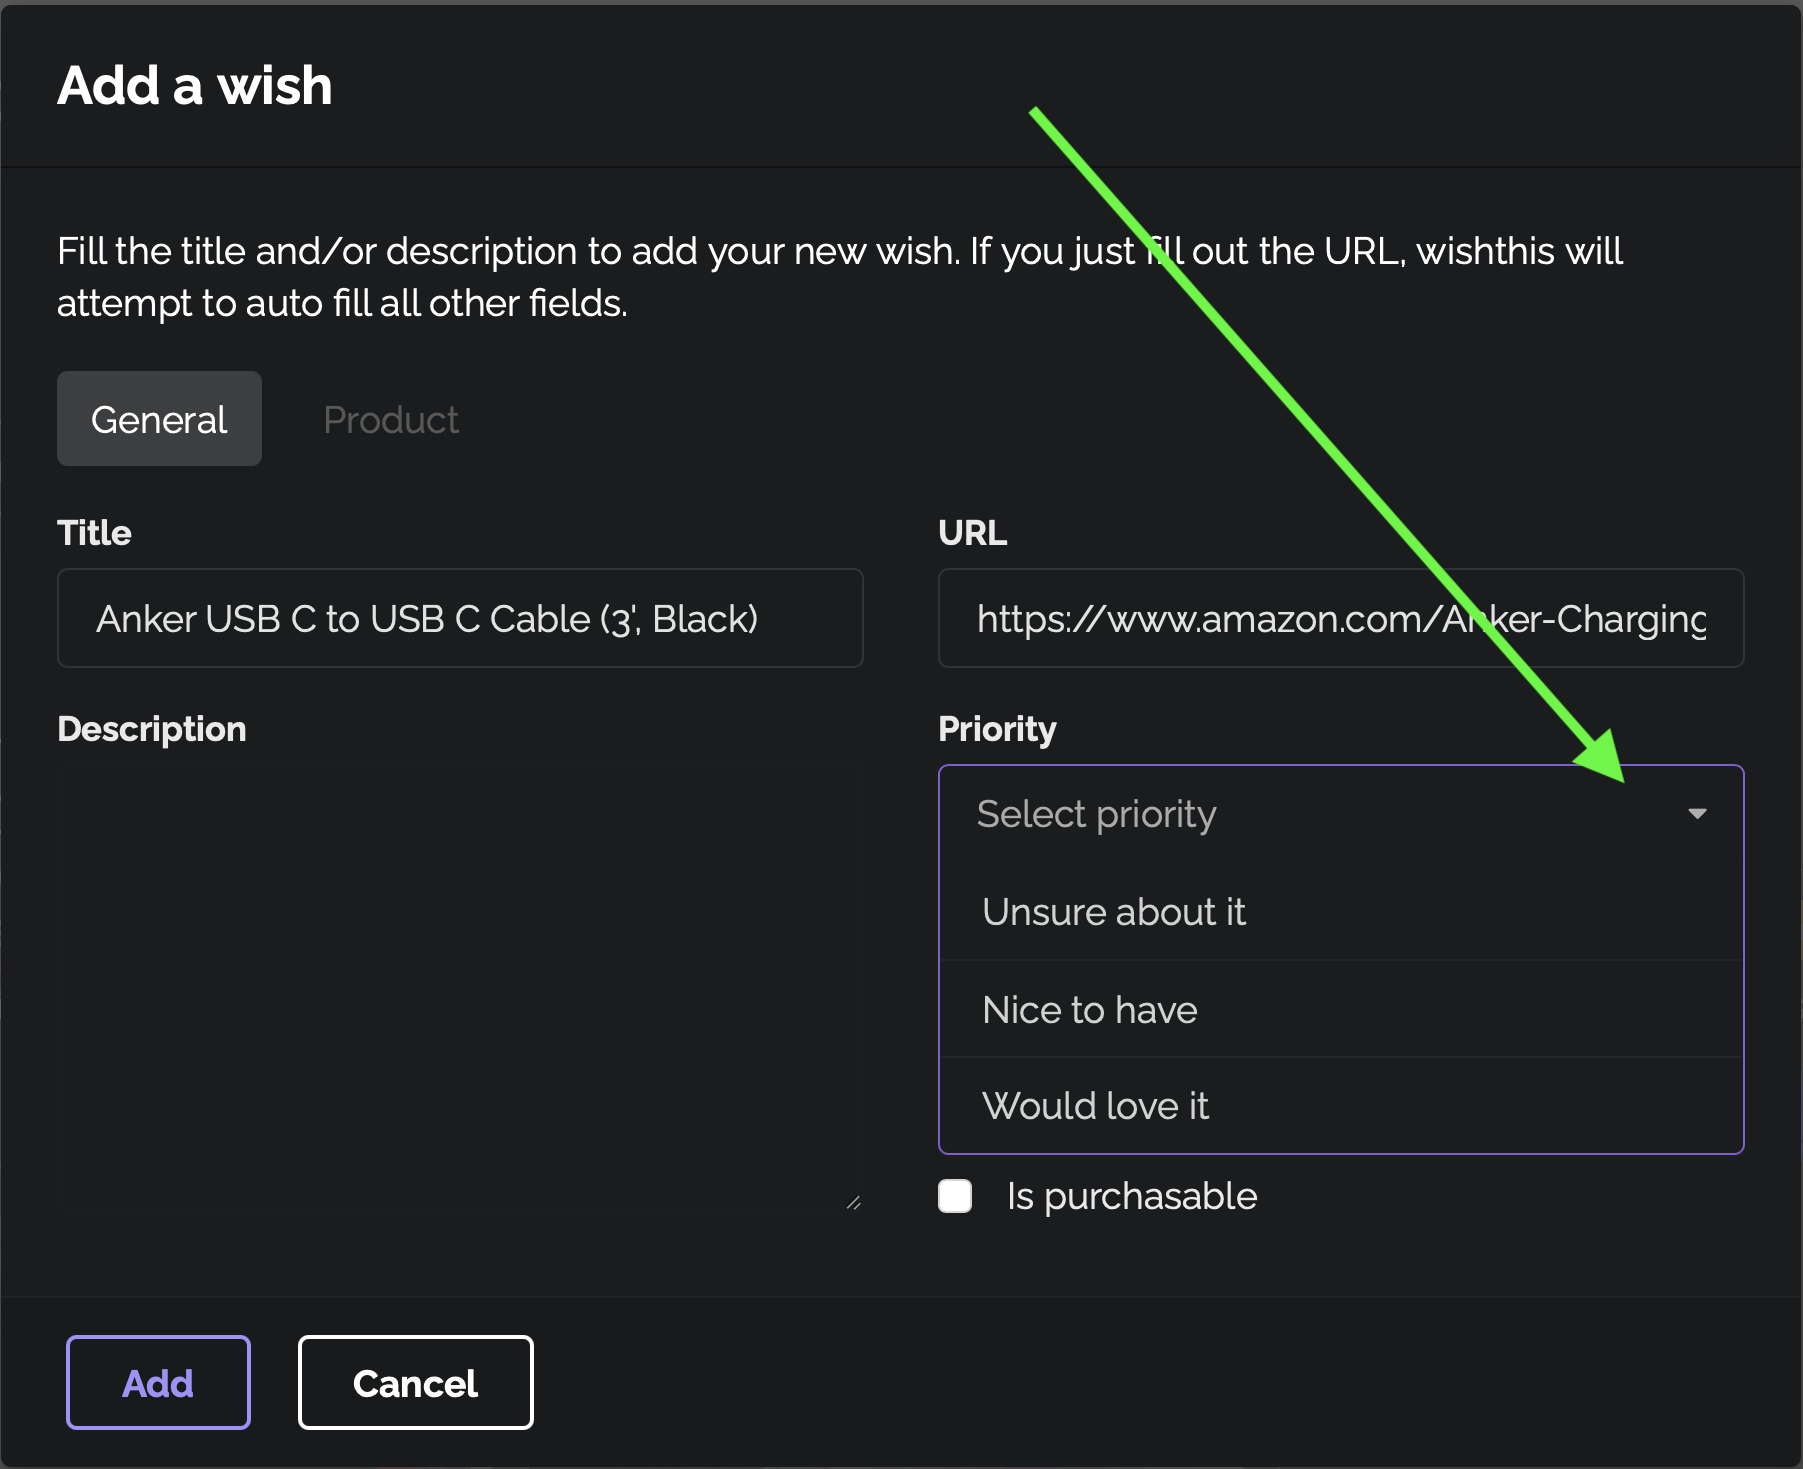 Add a wish
Fill the title and/or description to add your new wish. If you just fill out the URL, wishthis will
attempt to auto fill all other fields.
General
Product
Title
Anker USB C to USB C Cable (3', Black)
URL
https://www.amazon.com/Anker-Charging
Description
Priority
Select priority
Unsure about it
Nice to have
Would love it
Is purchasable
Add
Cancel